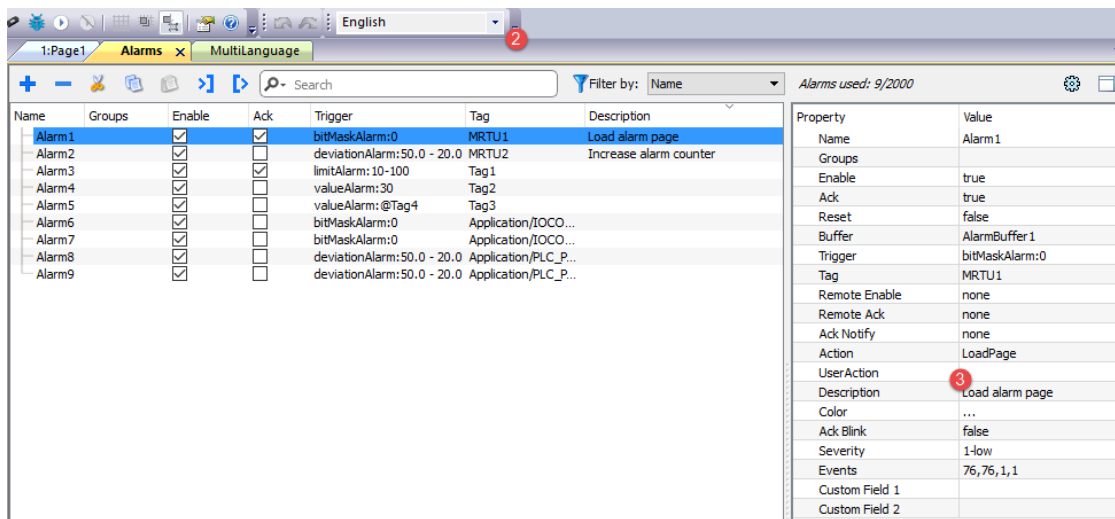 English
2
1:Page1 Alarms x MultiLanguage
Search Filter by: Name Alarms used: 9/2000
Name Groups Enable Ack Trigger Tag Description
Alarm1 bitMaskAlarm:0 MRTU1 Load alarm page
Alarm2 deviationAlarm:50.0 - 20.0 MRTU2 Increase alarm counter
Alarm3 limitAlarm:10-100 Tag1
Alarm4 valueAlarm:30 Tag2
Alarm5 valueAlarm:@Tag4 Tag3
Alarm6 bitMaskAlarm:0 Application/IOCO...
Alarm7 bitMaskAlarm:0 Application/IOCO...
Alarm8 deviationAlarm:50.0 - 20.0 Application/PLC_P...
Alarm9 deviationAlarm:50.0 - 20.0 Application/PLC_P...
Property Value
Name Alarm1
Groups
Enable true
Ack true
Reset false
Buffer AlarmBuffer1
Trigger bitMaskAlarm:0
Tag MRTU1
Remote Enable none
Remote Ack none
Ack Notify none
Action LoadPage
UserAction
3
Description Load alarm page
Color ...
Ack Blink false
Severity 1-low
Events 76,76,1,1
Custom Field 1
Custom Field 2